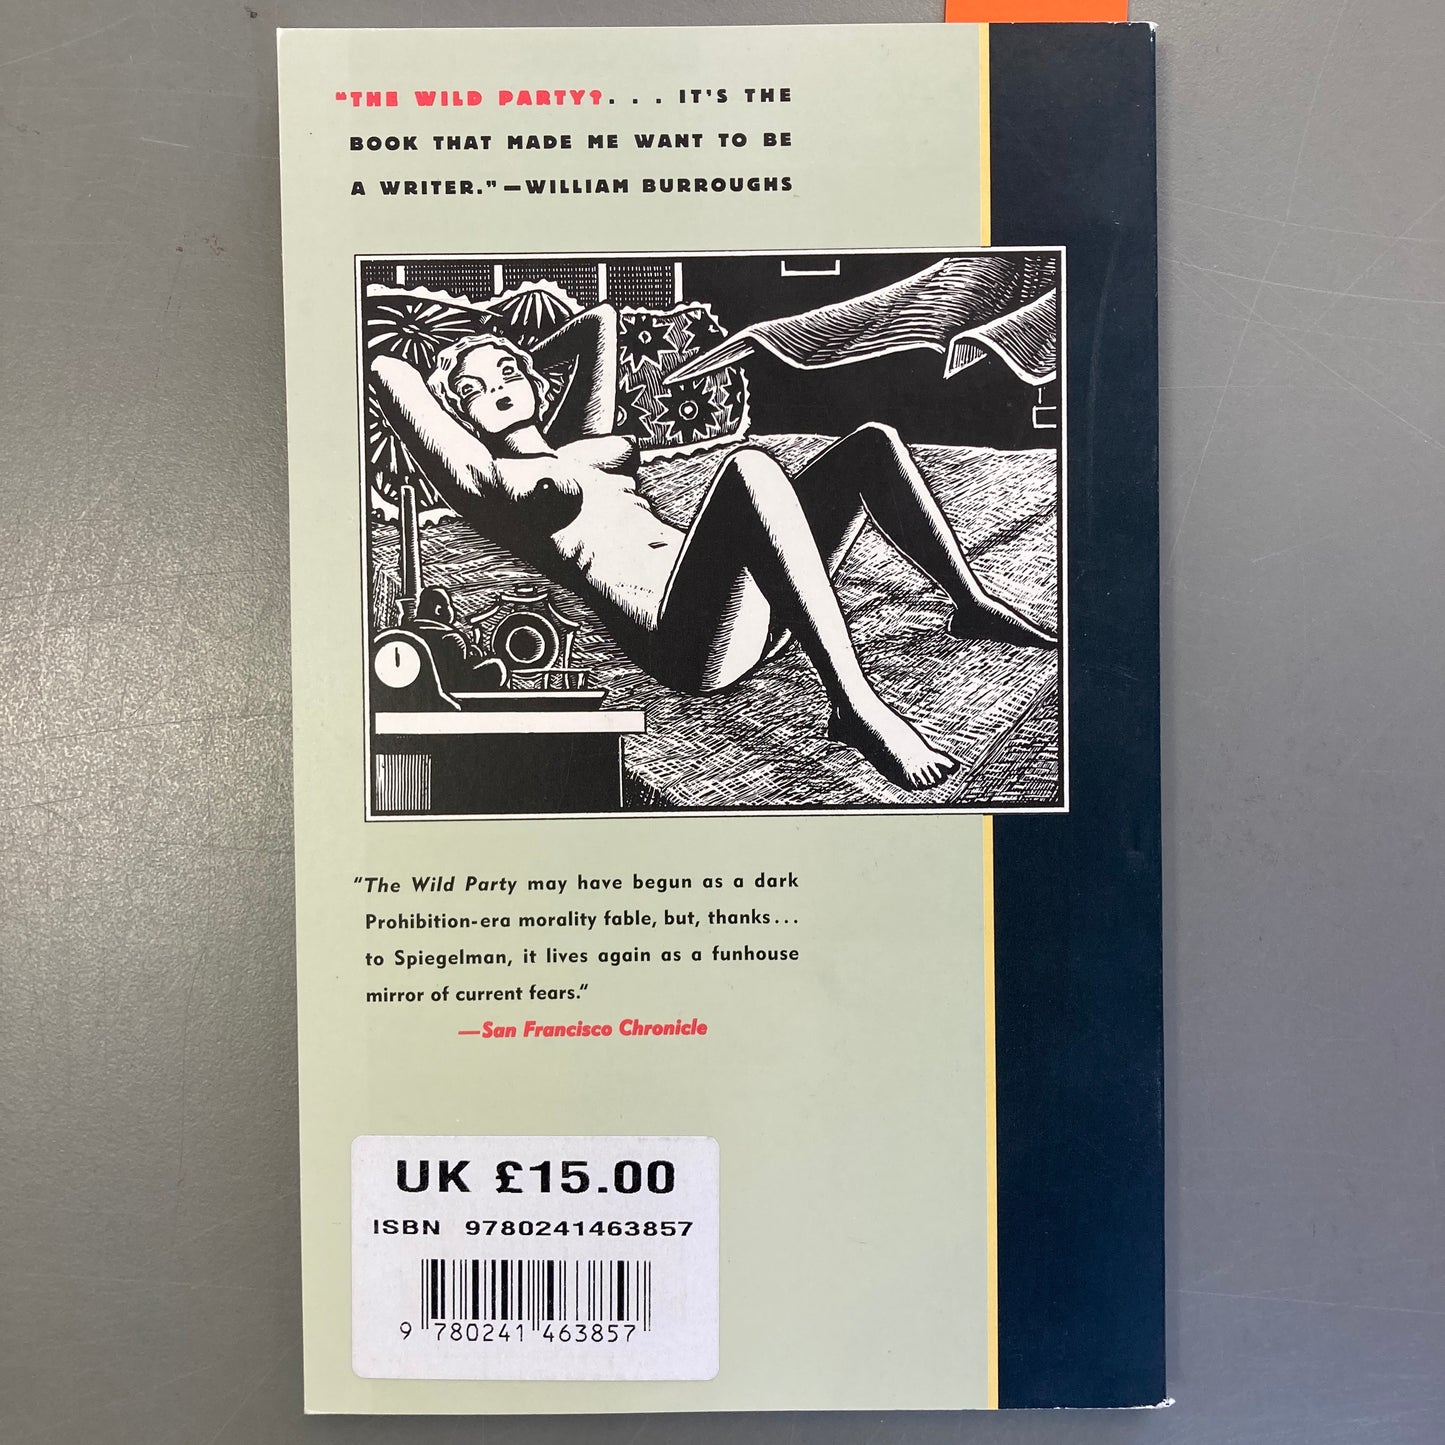 “THE WILD PARTY?. . . IT'S THE
BOOK THAT MADE ME WANT TO BE
A WRITER.”—WILLIAM BURROUGHS
“The Wild Party may have begun as a dark
Prohibition-era morality fable, but, thanks...
to Spiegelman, it lives again as a funhouse
mirror of current fears.“
—San Francisco Chronicle
UK £15.00
ISBN 9780241463857
9 780241 463857